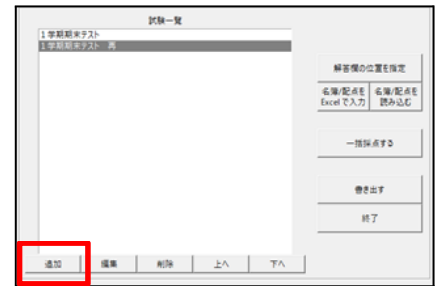 試験一覧
1学期期末テスト
1学期期末テスト 再
解答欄の位置を指定
名簿/配点を
Excelで入力
名簿/配点を
読み込む
一括採点する
書き出す
終了
追加
編集
削除
上へ
下へ